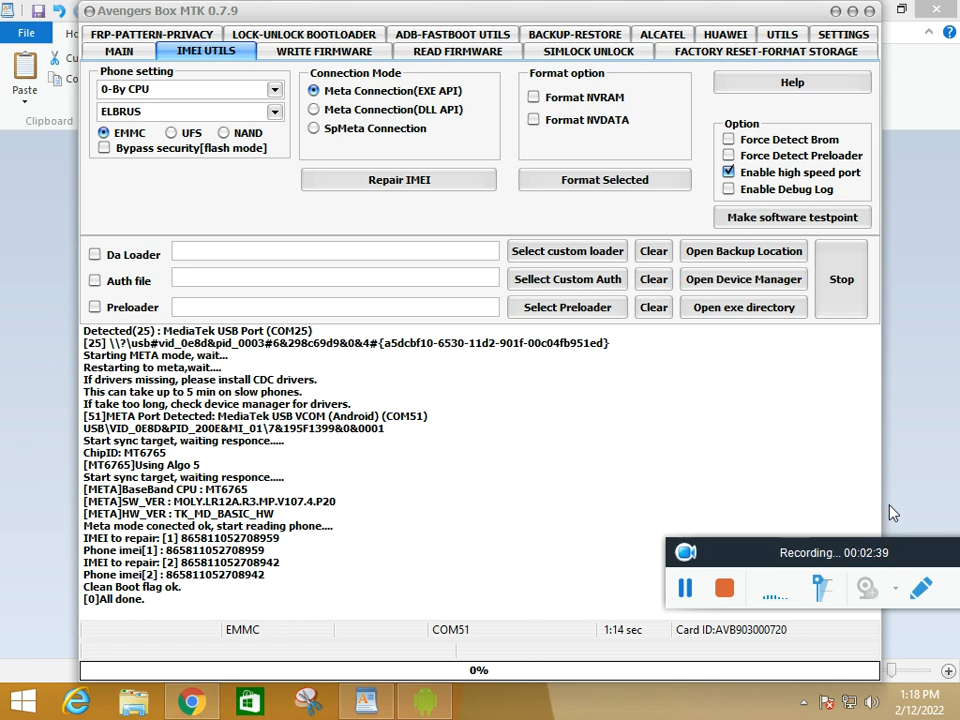 Avengers Box MTK 0.7.9
File
Ho
Cu
Co
Paste
Clipboard
FRP-PATTERN-PRIVACY
LOCK-UNLOCK BOOTLOADER
ADB-FASTBOOT UTILS
BACKUP-RESTORE
ALCATEL
HUAWEI
UTILS
SETTINGS
MAIN
IMEI UTILS
WRITE FIRMWARE
READ FIRMWARE
SIMLOCK UNLOCK
FACTORY RESET-FORMAT STORAGE
Phone setting
0-By CPU
ELBRUS
EMMC
UFS
NAND
Bypass security[flash mode]
Connection Mode
Meta Connection(EXE API)
Meta Connection(DLL API)
SpMeta Connection
Format option
Format NVRAM
Format NVDATA
Help
Option
Force Detect Brom
Force Detect Preloader
Enable high speed port
Enable Debug Log
Repair IMEI
Format Selected
Make software testpoint
Da Loader
Select custom loader
Clear
Open Backup Location
Auth file
Sellect Custom Auth
Clear
Open Device Manager
Preloader
Select Preloader
Clear
Open exe directory
Stop
Detected(25) : MediaTek USB Port (COM25)
[25] \\?\usb#vid_0e8d&pid_0003#6&298c69d9&0&4#{a5dcbf10-6530-11d2-901f-00c04fb951ed}
Starting META mode, wait...
Restarting to meta,wait....
If drivers missing, please install CDC drivers.
This can take up to 5 min on slow phones.
If take too long, check device manager for drivers.
[51]META Port Detected: MediaTek USB VCOM (Android) (COM51)
USB\VID_0E8D&PID_200E&MI_01\7&195F1399&0&0001
Start sync target, waiting responce.....
ChipID: MT6765
[MT6765]Using Algo 5
Start sync target, waiting responce.....
[META]BaseBand CPU : MT6765
[META]SW_VER : MOLY.LR12A.R3.MP.V107.4.P20
[META]HW_VER : TK_MD_BASIC_HW
Meta mode conected ok, start reading phone....
IMEI to repair: [1] 865811052708959
Phone imei[1] : 865811052708959
IMEI to repair: [2] 865811052708942
Phone imei[2] : 865811052708942
Clean Boot flag ok.
[0]All done.
Recording... 00:02:39
EMMC
COM51
1:14 sec
Card ID:AVB903000720
0%
1:18 PM
2/12/2022